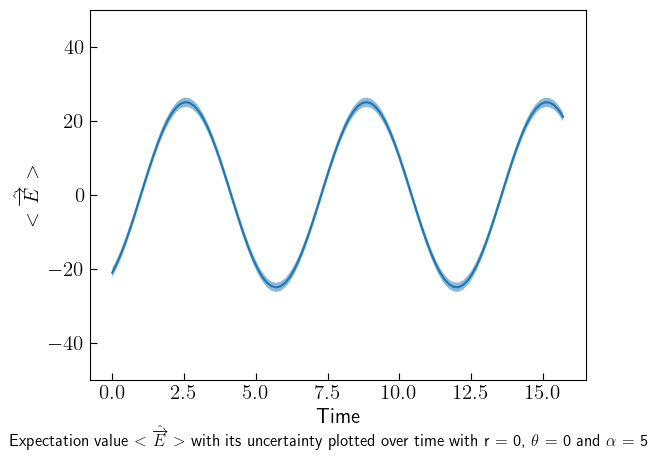 40
20
0
−20
−40
< \hat{\overrightarrow{E}} >
0.0 2.5 5.0 7.5 10.0 12.5 15.0
Time
Expectation value < \hat{\overrightarrow{E}} > with its uncertainty plotted over time with r = 0, θ = 0 and α = 5